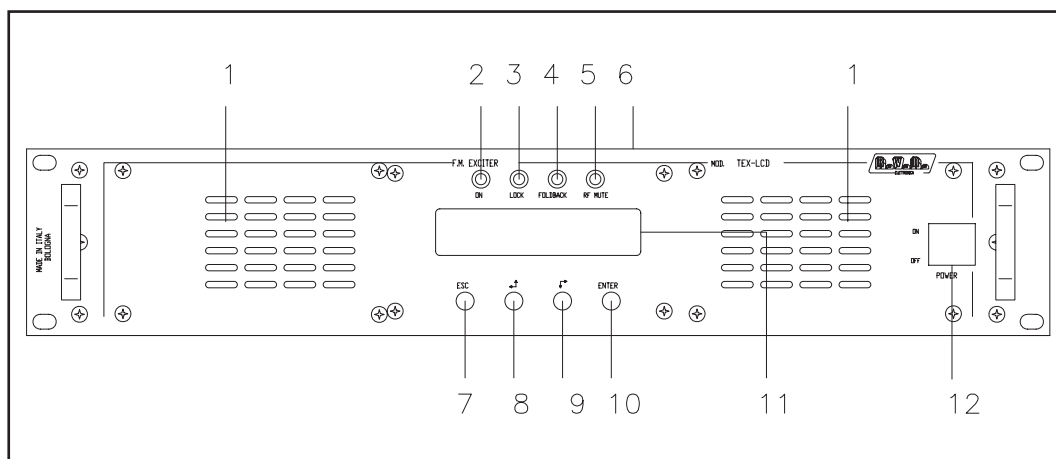 1 2 3 4 5 6 1
F.M. EXCITER MOD. TEX-LCD R.V.R.
ELETTRONICA
ON LOCK FOLDBACK RF MUTE
MADE IN ITALY
BOLOGNA
ON
OFF
POWER
ESC ENTER
7 8 9 10 11 12